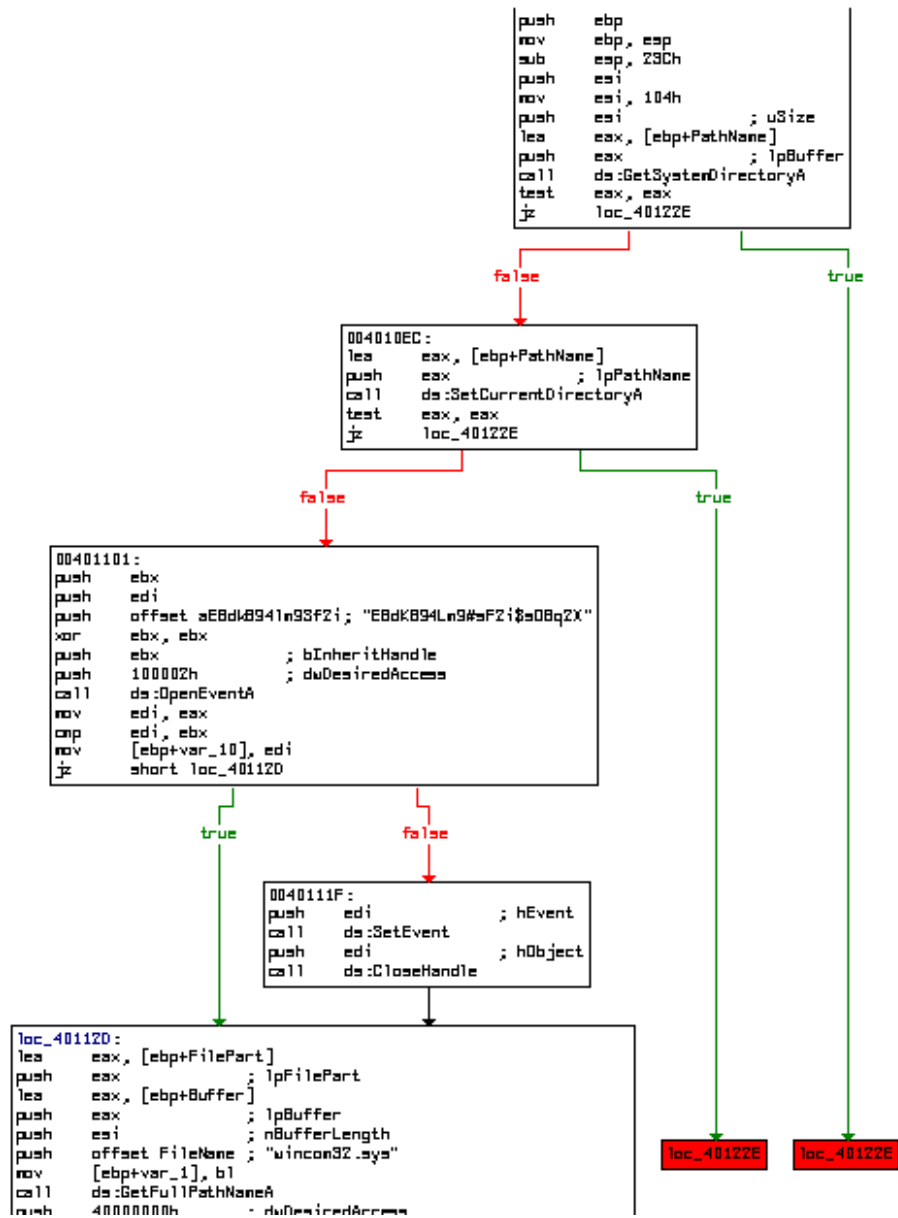 push ebp
mov ebp, esp
sub esp, 23Ch
push esi
mov esi, 104h
push esi ; uSize
lea eax, [ebp+PathName]
push eax ; lpBuffer
call ds:GetSystemDirectoryA
test eax, eax
jz loc_40122E
false
true
004010EC:
lea eax, [ebp+PathName]
push eax ; lpPathName
call ds:SetCurrentDirectoryA
test eax, eax
jz loc_40122E
false
true
00401101:
push ebx
push edi
push offset aE8dk8941m9Sf2i; "E8dK894Lm9#sF2i$sOBq2X"
xor ebx, ebx
push ebx ; bInheritHandle
push 100002h ; dwDesiredAccess
call ds:OpenEventA
mov edi, eax
cmp edi, ebx
mov [ebp+var_10], edi
jz short loc_40112D
true
false
0040111F:
push edi ; hEvent
call ds:SetEvent
push edi ; hObject
call ds:CloseHandle
loc_40112D:
lea eax, [ebp+FilePart]
push eax ; lpFilePart
lea eax, [ebp+Buffer]
push eax ; lpBuffer
push esi ; nBufferLength
push offset FileName ; "wincom32.sys"
mov [ebp+var_1], bl
call ds:GetFullPathNameA
push 40000000h ; dwDesiredAccess
loc_40122E
loc_40122E